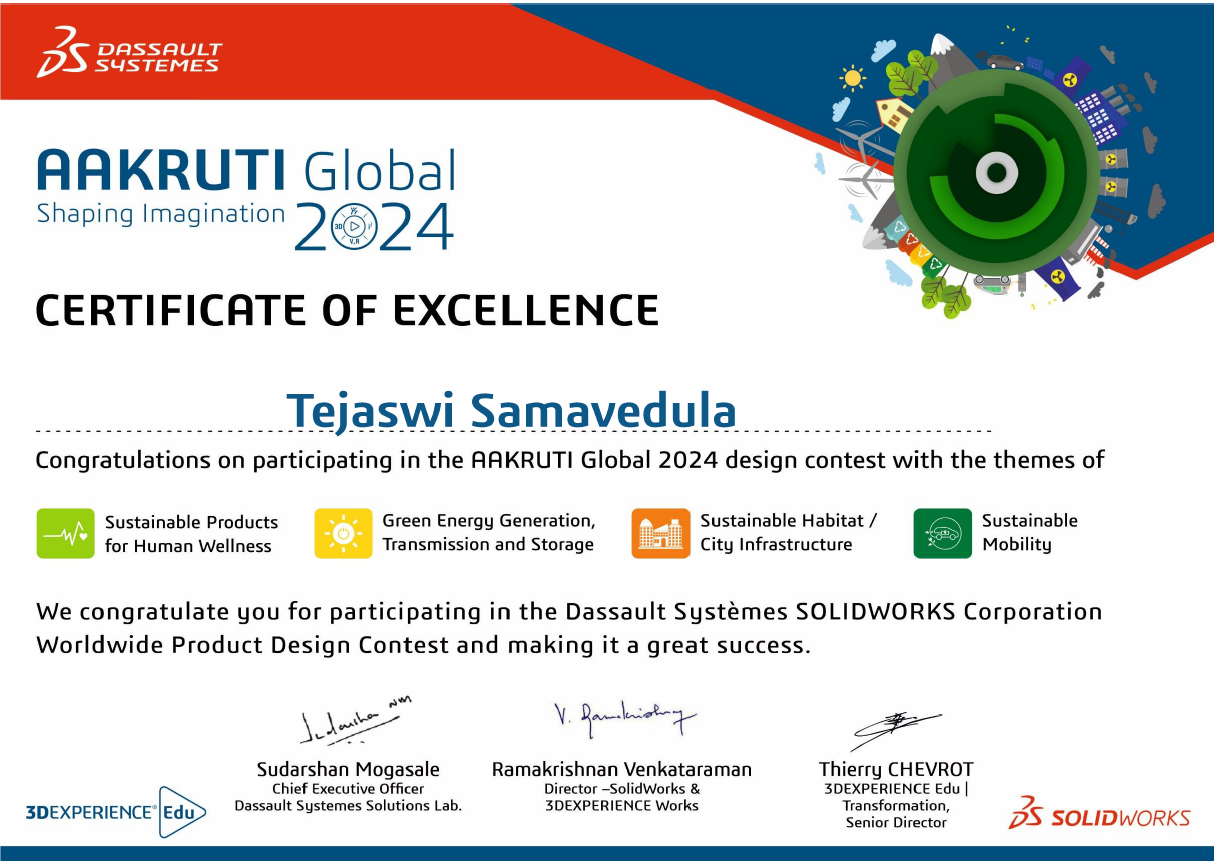 DASSAULT
SYSTEMES
AAKRUTI Global
Shaping Imagination
2024
3D
V.R
CERTIFICATE OF EXCELLENCE
Tejaswi Samavedula
Congratulations on participating in the AAKRUTI Global 2024 design contest with the themes of
Sustainable Products
for Human Wellness
Green Energy Generation,
Transmission and Storage
Sustainable Habitat /
City Infrastructure
Sustainable
Mobility
We congratulate you for participating in the Dassault Systèmes SOLIDWORKS Corporation
Worldwide Product Design Contest and making it a great success.
V. Ramakrishnan
Sudarshan Mogasale
Chief Executive Officer
Dassault Systemes Solutions Lab.
Ramakrishnan Venkataraman
Director –SolidWorks &
3DEXPERIENCE Works
Thierry CHEVROT
3DEXPERIENCE Edu |
Transformation,
Senior Director
3DEXPERIENCE® Edu
SOLIDWORKS